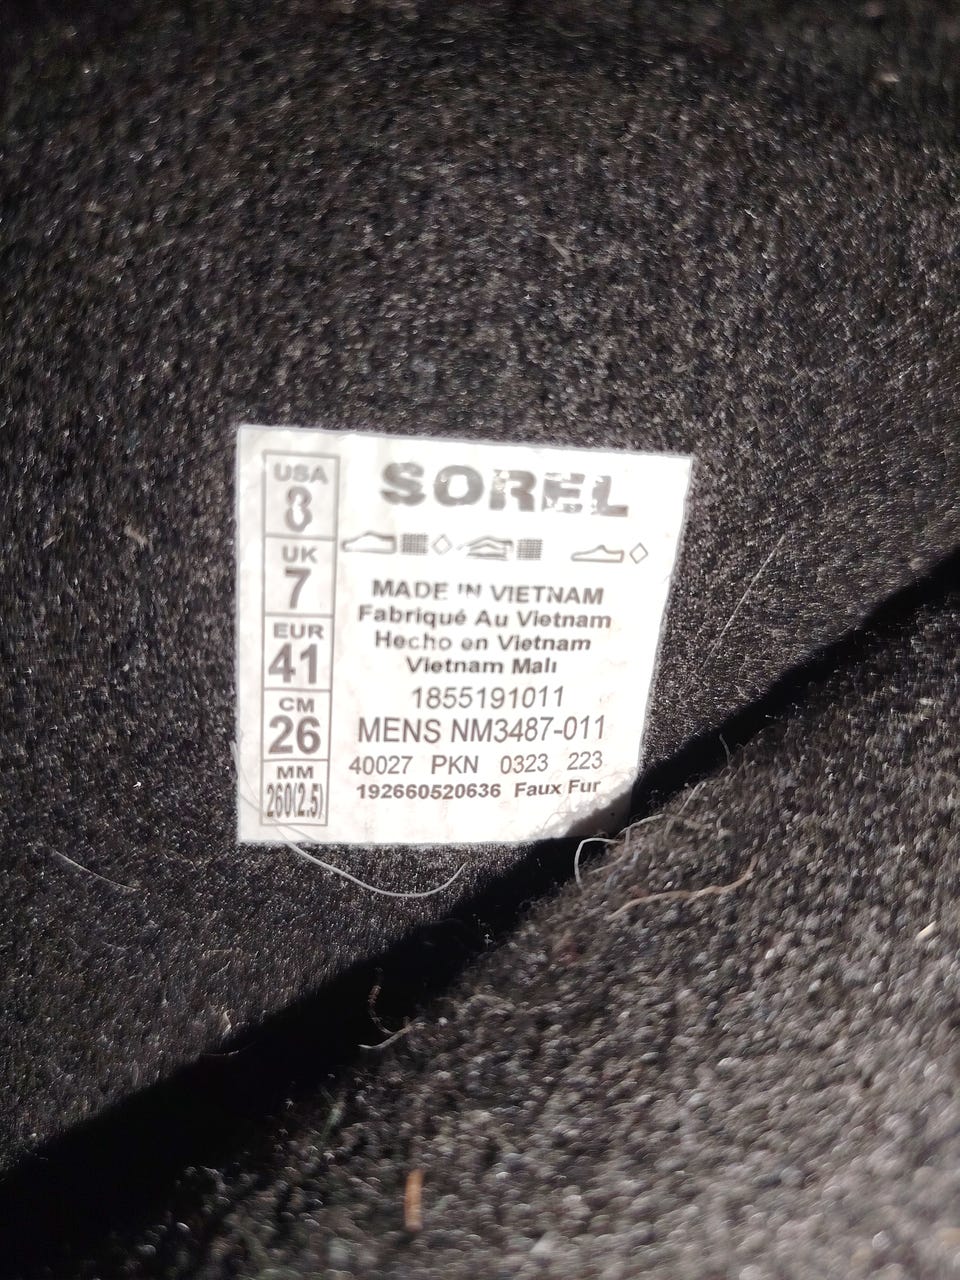 USA
8
UK
7
EUR
41
CM
26
MM
260(2.5)
SOREL
MADE IN VIETNAM
Fabriqué Au Vietnam
Hecho en Vietnam
Vietnam Malı
1855191011
MENS NM3487-011
40027 PKN 0323 223
192660520636 Faux Fur